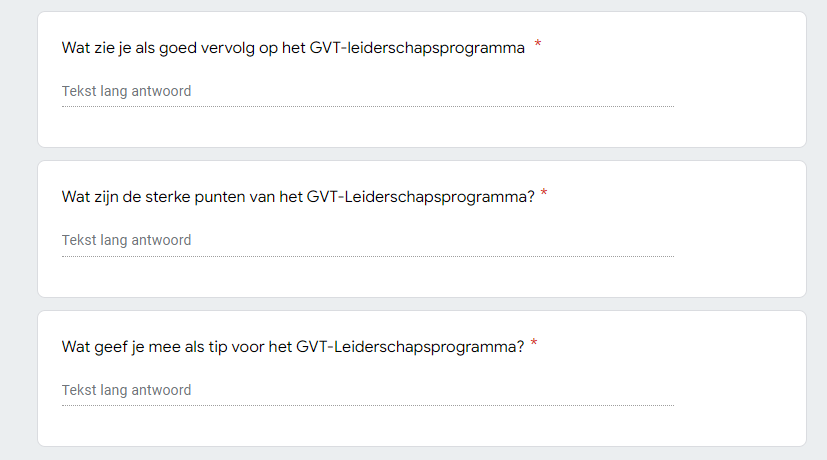 Wat zie je als goed vervolg op het GVT-leiderschapsprogramma *
Tekst lang antwoord
Wat zijn de sterke punten van het GVT-Leiderschapsprogramma? *
Tekst lang antwoord
Wat geef je mee als tip voor het GVT-Leiderschapsprogramma? *
Tekst lang antwoord